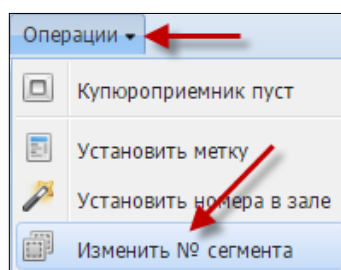 Операции
Купюроприемник пуст
Установить метку
Установить номера в зале
Изменить № сегмента